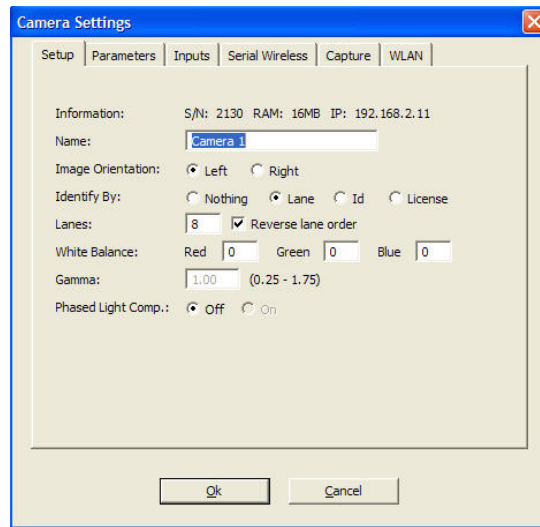 Camera Settings
Setup Parameters Inputs Serial Wireless Capture WLAN
Information: S/N: 2130 RAM: 16MB IP: 192.168.2.11
Name: Camera 1
Image Orientation: Left Right
Identify By: Nothing Lane Id License
Lanes: 8 Reverse lane order
White Balance: Red 0 Green 0 Blue 0
Gamma: 1.00 (0.25 - 1.75)
Phased Light Comp.: Off On
Ok Cancel